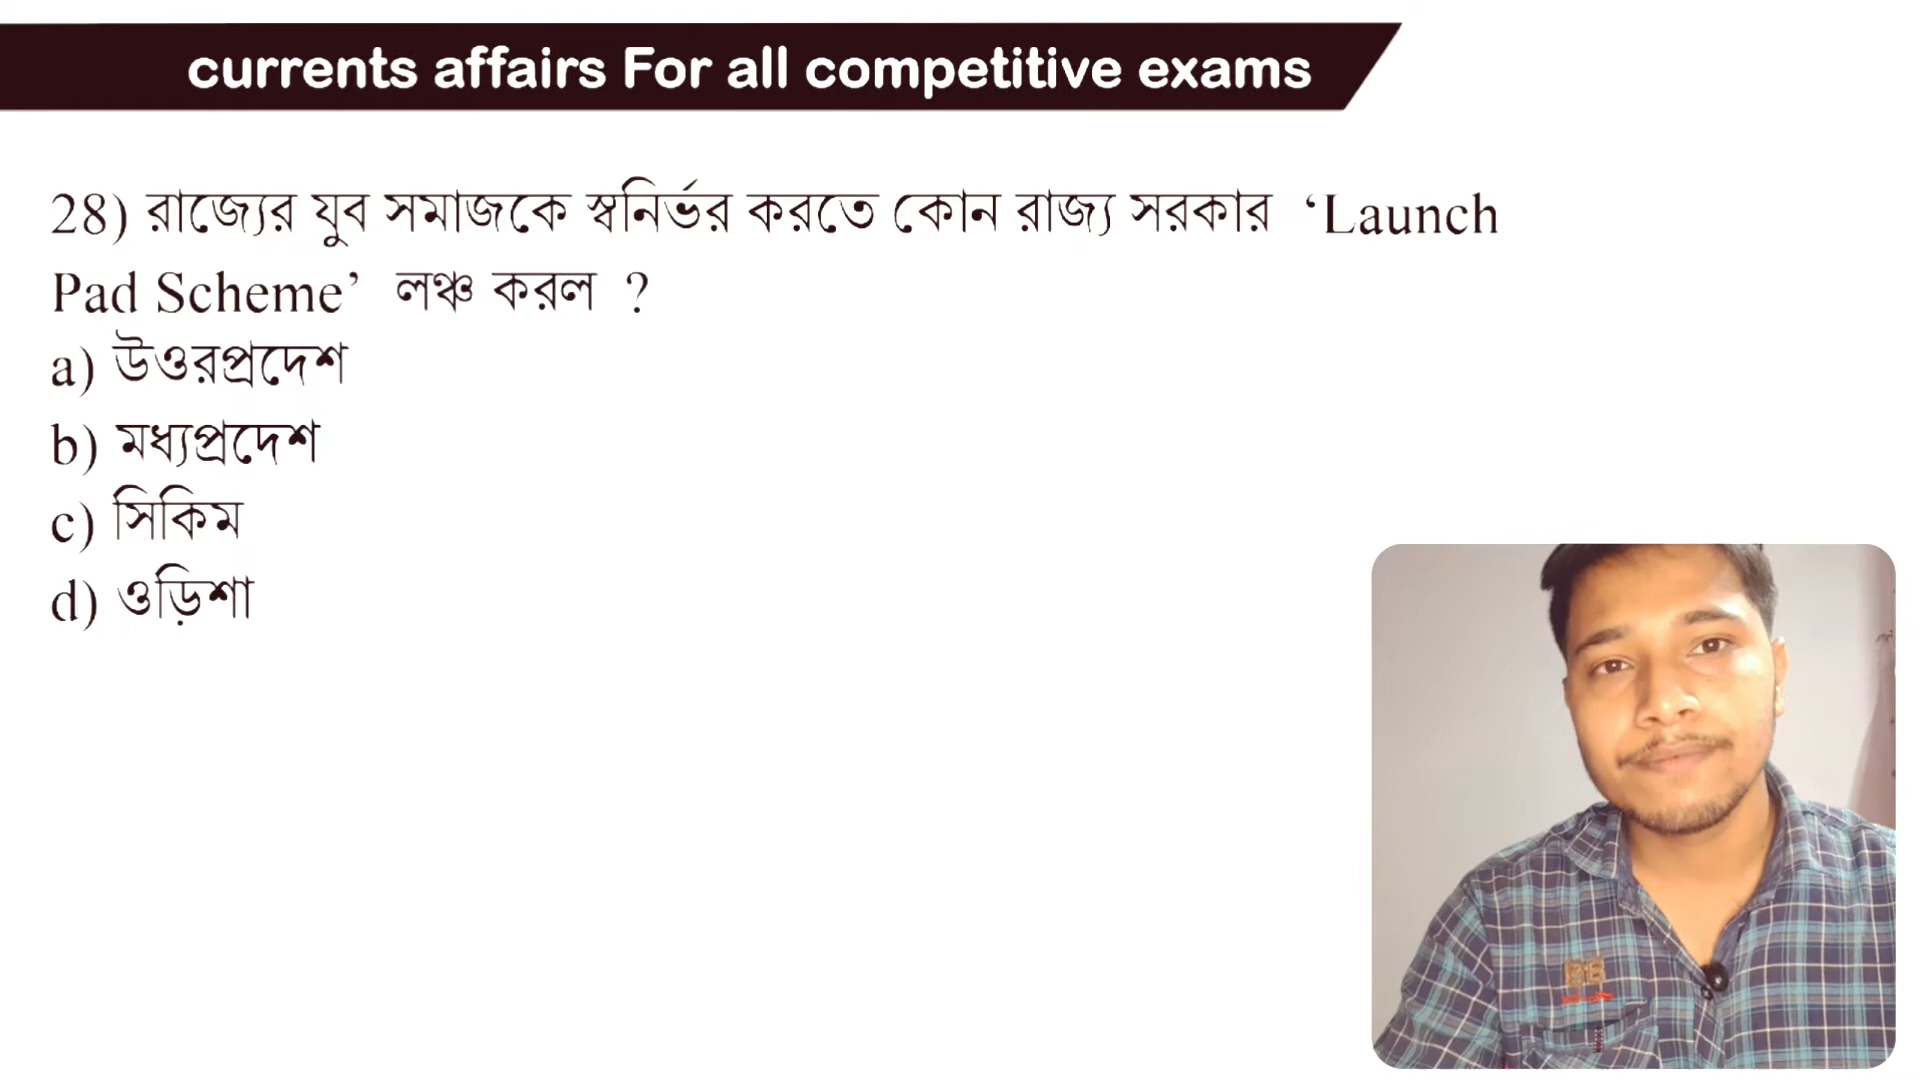 currents affairs For all competitive exams
28) রাজ্যের যুব সমাজকে স্বনির্ভর করতে কোন রাজ্য সরকার ‘Launch
Pad Scheme’ লঞ্চ করল ?
a) উওরপ্রদেশ
b) মধ্যপ্রদেশ
c) সিকিম
d) ওড়িশা